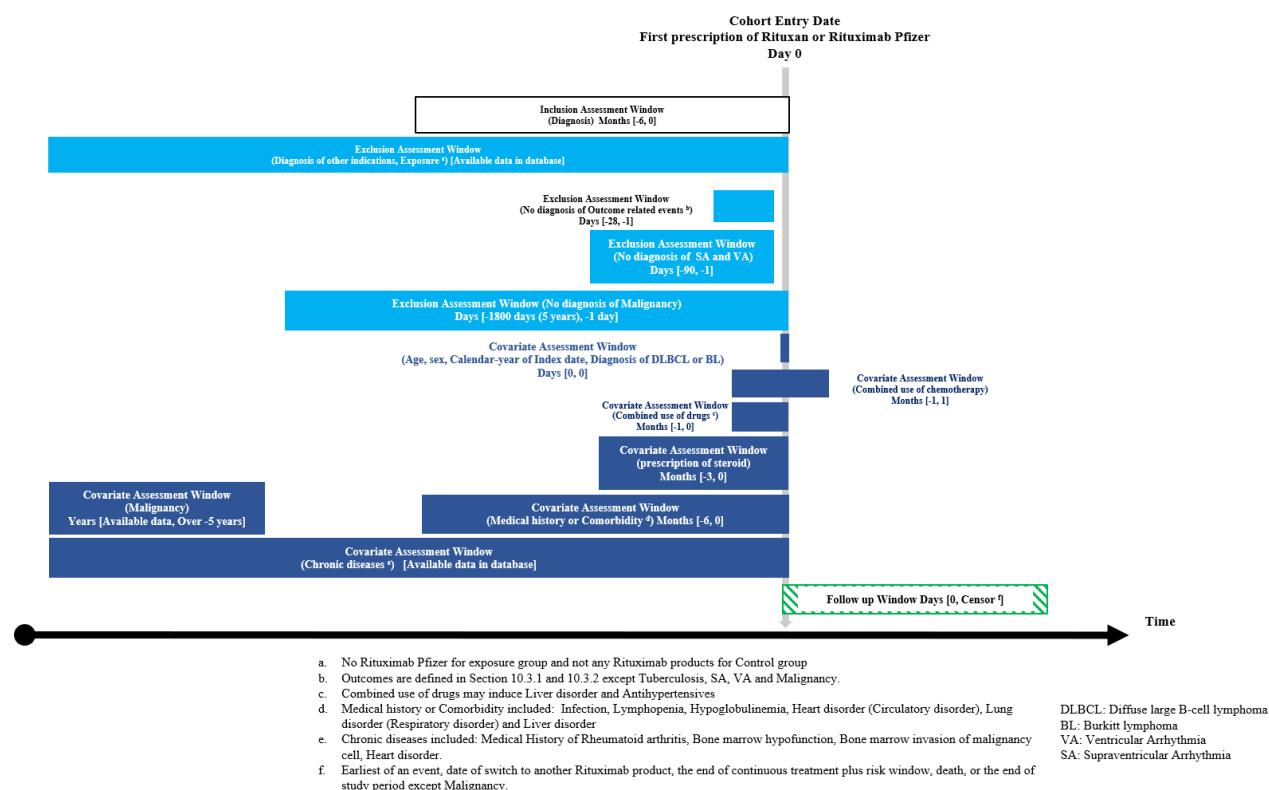 Cohort Entry Date
First prescription of Rituxan or Rituximab Pfizer
Day 0
Inclusion Assessment Window
(Diagnosis) Months [-6, 0]
Exclusion Assessment Window
(Diagnosis of other indications, Exposure ᵃ) [Available data in database]
Exclusion Assessment Window
(No diagnosis of Outcome related events ᵇ)
Days [-28, -1]
Exclusion Assessment Window
(No diagnosis of SA and VA)
Days [-90, -1]
Exclusion Assessment Window (No diagnosis of Malignancy)
Days [-1800 days (5 years), -1 day]
Covariate Assessment Window
(Age, sex, Calendar-year of Index date, Diagnosis of DLBCL or BL)
Days [0, 0]
Covariate Assessment Window
(Combined use of chemotherapy)
Months [-1, 1]
Covariate Assessment Window
(Combined use of drugs ᶜ)
Months [-1, 0]
Covariate Assessment Window
(prescription of steroid)
Months [-3, 0]
Covariate Assessment Window
(Malignancy)
Years [Available data, Over -5 years]
Covariate Assessment Window
(Medical history or Comorbidity ᵈ) Months [-6, 0]
Covariate Assessment Window
(Chronic diseases ᵉ) [Available data in database]
Follow up Window Days [0, Censor ᶠ]
Time
a. No Rituximab Pfizer for exposure group and not any Rituximab products for Control group
b. Outcomes are defined in Section 10.3.1 and 10.3.2 except Tuberculosis, SA, VA and Malignancy.
c. Combined use of drugs may induce Liver disorder and Antihypertensives
d. Medical history or Comorbidity included: Infection, Lymphopenia, Hypoglobulinemia, Heart disorder (Circulatory disorder), Lung
disorder (Respiratory disorder) and Liver disorder
e. Chronic diseases included: Medical History of Rheumatoid arthritis, Bone marrow hypofunction, Bone marrow invasion of malignancy
cell, Heart disorder.
f. Earliest of an event, date of switch to another Rituximab product, the end of continuous treatment plus risk window, death, or the end of
study period except Malignancy.
DLBCL: Diffuse large B-cell lymphoma
BL: Burkitt lymphoma
VA: Ventricular Arrhythmia
SA: Supraventricular Arrhythmia